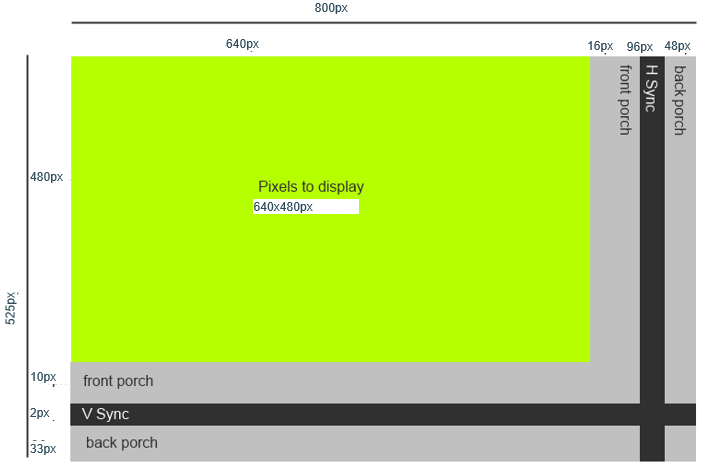 800px
640px
16px
96px
48px
front porch
H Sync
back porch
480px
Pixels to display
640x480px
525px
10px
front porch
2px
V Sync
back porch
33px